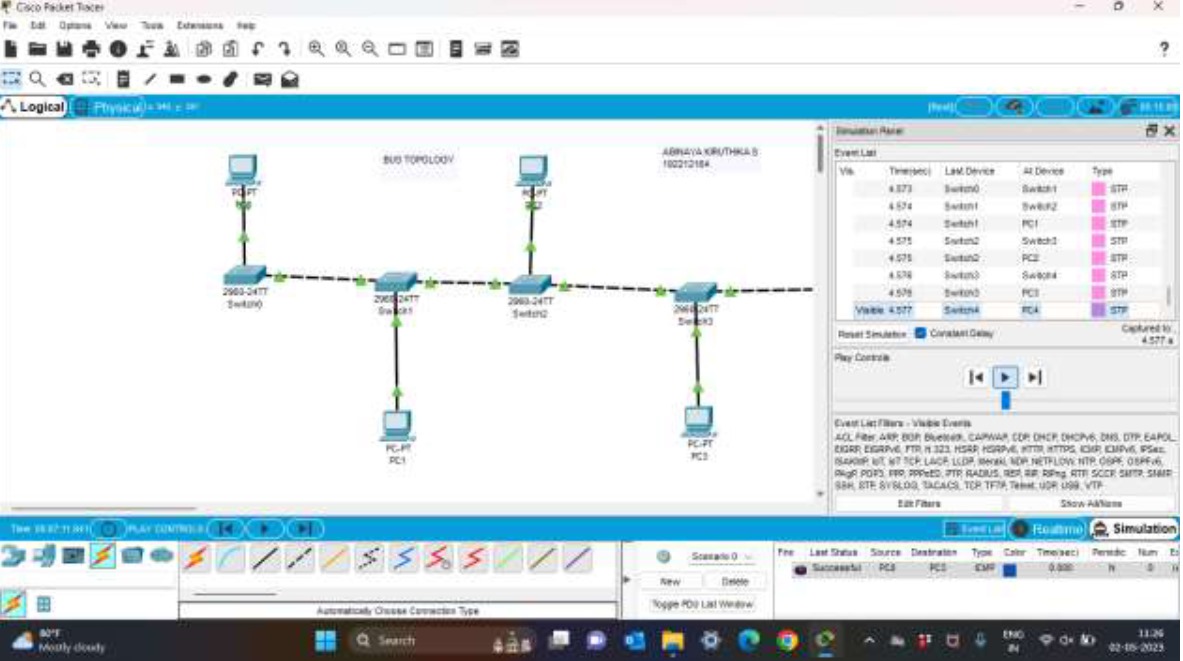 Cisco Packet Tracer
File Edit Options View Tools Extensions Help
?
Logical
Physical
[Root]
Simulation Panel
Event List
Vis. Time(sec) Last Device At Device Type
4.573 Switch0 Switch1 STP
4.574 Switch1 Switch2 STP
4.574 Switch1 PC1 STP
4.575 Switch2 Switch3 STP
4.575 Switch2 PC2 STP
4.576 Switch3 Switch4 STP
4.576 Switch3 PC3 STP
Visible 4.577 Switch4 PC4 STP
Reset Simulation Constant Delay
Captured to:
4.577 s
Play Controls
Event List Filters - Visible Events
ACL Filter, ARP, BGP, Bluetooth, CAPWAP, CDP, DHCP, DHCPv6, DNS, DTP, EAPOL,
EIGRP, EIGRPv6, FTP, H.323, HSRP, HSRPv6, HTTP, HTTPS, ICMP, ICMPv6, IPSec,
ISAKMP, IoT, IoT TCP, LACP, LLDP, Meraki, NDP, NETFLOW, NTP, OSPF, OSPFv6,
PAgP, POP3, PPP, PPPoED, PTP, RADIUS, REP, RIP, RIPng, RTP, SCCP, SMTP, SNMP,
SSH, STP, SYSLOG, TACACS, TCP, TFTP, Telnet, UDP, USB, VTP
Edit Filters Show All/None
BUS TOPOLOGY
ABINAYA KIRUTHIKA S
192212184
PC-PT
PC0
PC-PT
PC2
2960-24TT
Switch0
2960-24TT
Switch1
2960-24TT
Switch2
2960-24TT
Switch3
PC-PT
PC1
PC-PT
PC3
PLAY CONTROLS:
Event List
Realtime
Simulation
Scenario 0
New Delete
Toggle PDU List Window
Fire Last Status Source Destination Type Color Time(sec) Periodic Num
Successful PC0 PC3 ICMP 0.000 N 0
Automatically Choose Connection Type
80°F
Mostly cloudy
Search
ENG
IN
11:26
02-05-2023